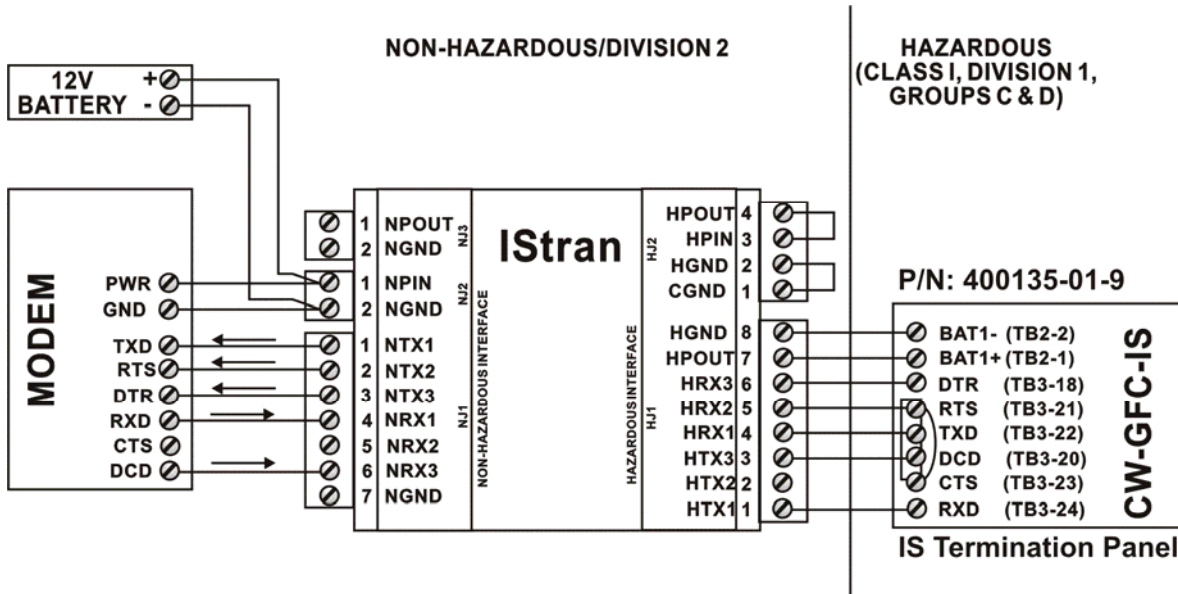 NON-HAZARDOUS/DIVISION 2
HAZARDOUS
(CLASS I, DIVISION 1,
GROUPS C & D)
12V +
BATTERY -
MODEM
PWR
GND
TXD
RTS
DTR
RXD
CTS
DCD
1 NPOUT
2 NGND
NJ3
1 NPIN
2 NGND
NJ2
1 NTX1
2 NTX2
3 NTX3
4 NRX1
5 NRX2
6 NRX3
7 NGND
NJ1
NON-HAZARDOUS INTERFACE
IStran
HAZARDOUS INTERFACE
HJ2
HPOUT 4
HPIN 3
HGND 2
CGND 1
HJ1
HGND 8
HPOUT 7
HRX3 6
HRX2 5
HRX1 4
HTX3 3
HTX2 2
HTX1 1
P/N: 400135-01-9
BAT1- (TB2-2)
BAT1+ (TB2-1)
DTR (TB3-18)
RTS (TB3-21)
TXD (TB3-22)
DCD (TB3-20)
CTS (TB3-23)
RXD (TB3-24)
CW-GFC-IS
IS Termination Panel